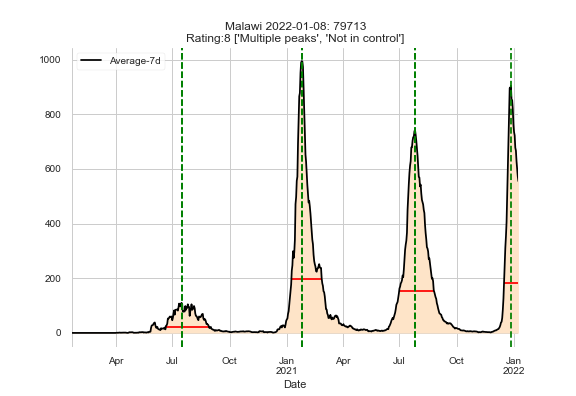 Malawi 2022-01-08: 79713
Rating:8 ['Multiple peaks', 'Not in control']
Average-7d
1000
800
600
400
200
0
Apr Jul Oct Jan Apr Jul Oct Jan
2021 2022
Date